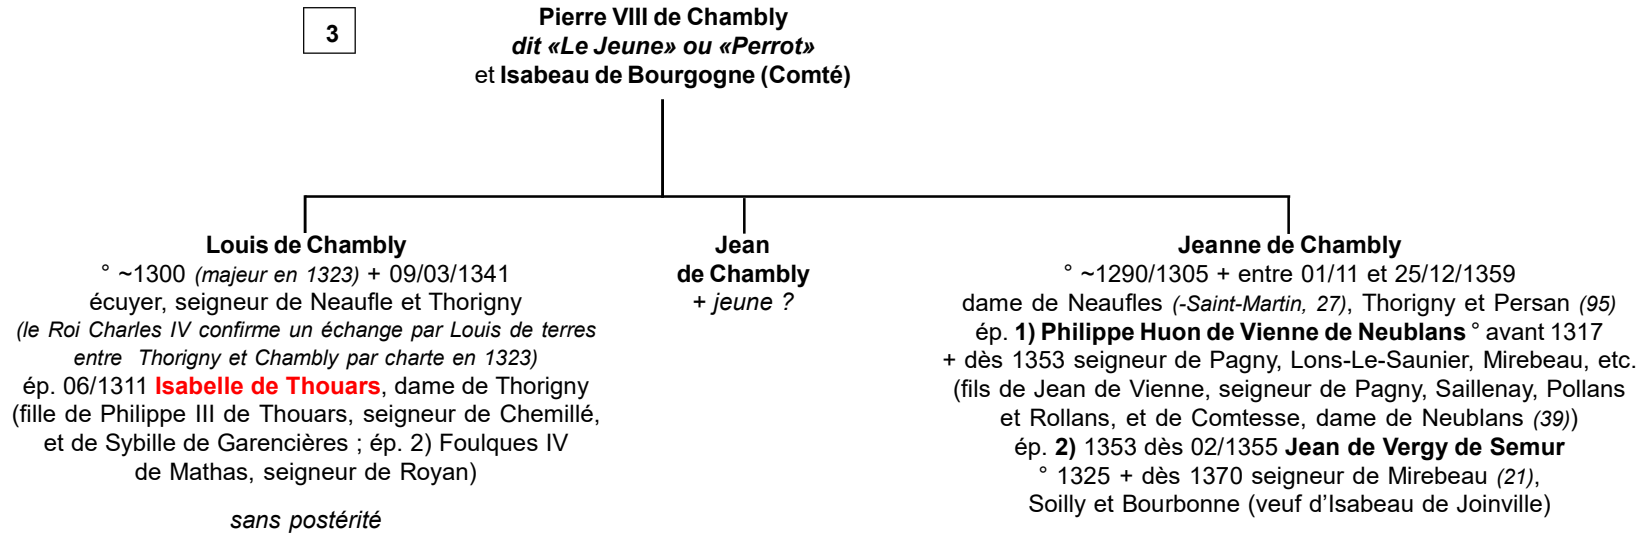 3
Pierre VIII de Chambly
dit «Le Jeune» ou «Perrot»
et Isabeau de Bourgogne (Comté)
Louis de Chambly
° ~1300 (majeur en 1323) + 09/03/1341
écuyer, seigneur de Neaufle et Thorigny
(le Roi Charles IV confirme un échange par Louis de terres
entre Thorigny et Chambly par charte en 1323)
ép. 06/1311 Isabelle de Thouars, dame de Thorigny
(fille de Philippe III de Thouars, seigneur de Chemillé,
et de Sybille de Garencières ; ép. 2) Foulques IV
de Mathas, seigneur de Royan)
sans postérité
Jean
de Chambly
+ jeune ?
Jeanne de Chambly
° ~1290/1305 + entre 01/11 et 25/12/1359
dame de Neaufles (-Saint-Martin, 27), Thorigny et Persan (95)
ép. 1) Philippe Huon de Vienne de Neublans ° avant 1317
+ dès 1353 seigneur de Pagny, Lons-Le-Saunier, Mirebeau, etc.
(fils de Jean de Vienne, seigneur de Pagny, Saillenay, Pollans
et Rollans, et de Comtesse, dame de Neublans (39))
ép. 2) 1353 dès 02/1355 Jean de Vergy de Semur
° 1325 + dès 1370 seigneur de Mirebeau (21),
Soilly et Bourbonne (veuf d'Isabeau de Joinville)